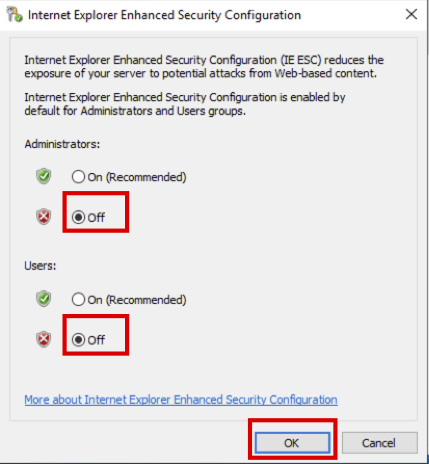 Internet Explorer Enhanced Security Configuration
Internet Explorer Enhanced Security Configuration (IE ESC) reduces the
exposure of your server to potential attacks from Web-based content.
Internet Explorer Enhanced Security Configuration is enabled by
default for Administrators and Users groups.
Administrators:
On (Recommended)
Off
Users:
On (Recommended)
Off
More about Internet Explorer Enhanced Security Configuration
OK Cancel